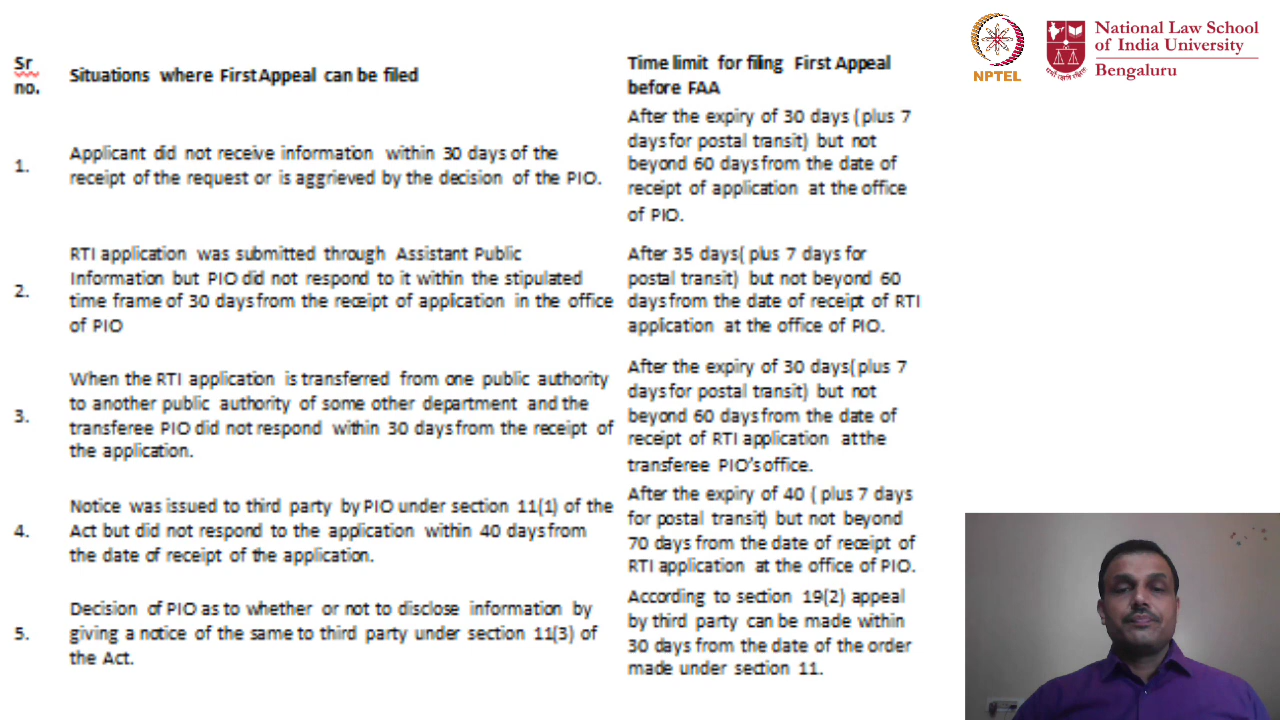 NPTEL
National Law School
of India University
Bengaluru
Sr
no.
Situations where First Appeal can be filed
Time limit for filing First Appeal
before FAA
1.
Applicant did not receive information within 30 days of the
receipt of the request or is aggrieved by the decision of the PIO.
After the expiry of 30 days (plus 7
days for postal transit) but not
beyond 60 days from the date of
receipt of application at the office
of PIO.
2.
RTI application was submitted through Assistant Public
Information but PIO did not respond to it within the stipulated
time frame of 30 days from the receipt of application in the office
of PIO
After 35 days( plus 7 days for
postal transit) but not beyond 60
days from the date of receipt of RTI
application at the office of PIO.
3.
When the RTI application is transferred from one public authority
to another public authority of some other department and the
transferee PIO did not respond within 30 days from the receipt of
the application.
After the expiry of 30 days(plus 7
days for postal transit) but not
beyond 60 days from the date of
receipt of RTI application at the
transferee PIO's office.
4.
Notice was issued to third party by PIO under section 11(1) of the
Act but did not respond to the application within 40 days from
the date of receipt of the application.
After the expiry of 40 ( plus 7 days
for postal transit) but not beyond
70 days from the date of receipt of
RTI application at the office of PIO.
5.
Decision of PIO as to whether or not to disclose information by
giving a notice of the same to third party under section 11(3) of
the Act.
According to section 19(2) appeal
by third party can be made within
30 days from the date of the order
made under section 11.